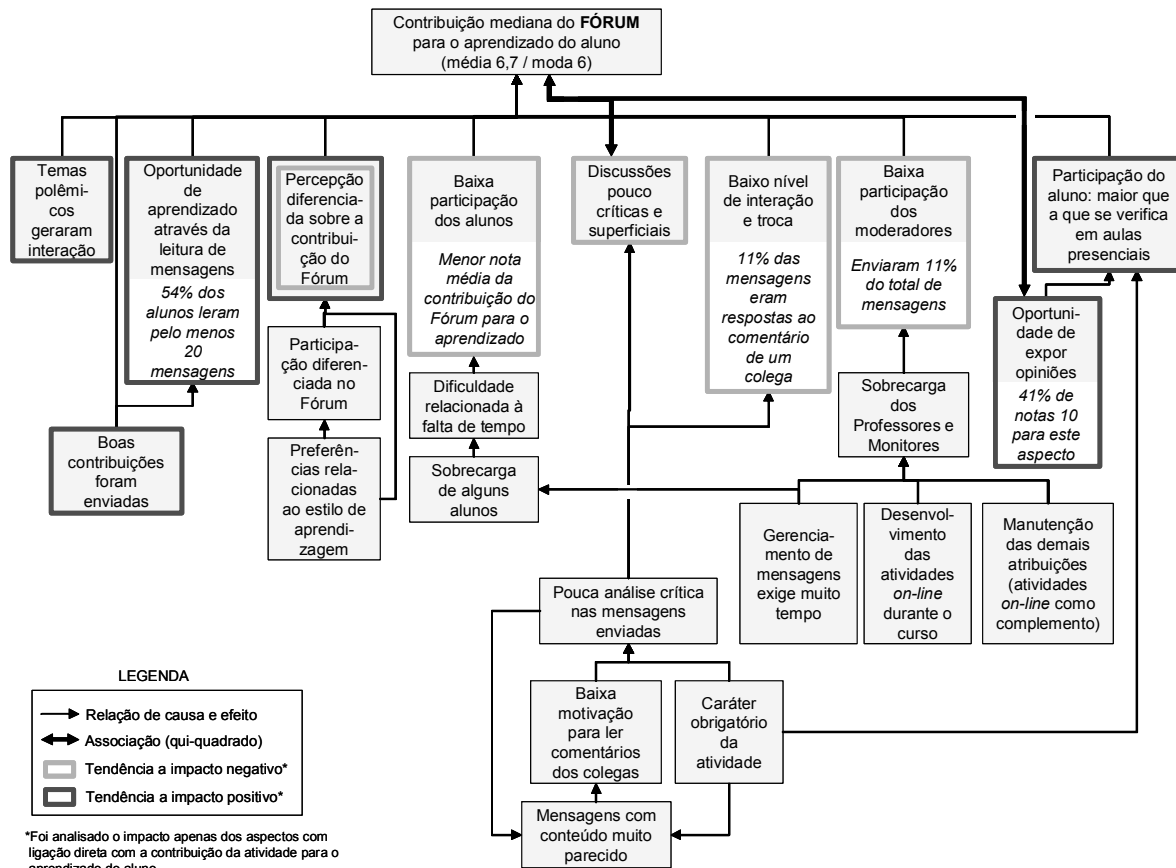 Contribuição mediana do FÓRUM
para o aprendizado do aluno
(média 6,7 / moda 6)
Temas
polêmi-
cos
geraram
interação
Oportunidade
de
aprendizado
através da
leitura de
mensagens
54% dos
alunos leram
pelo menos
20
mensagens
Percepção
diferencia-
da sobre a
contribui-
ção do
Fórum
Baixa
participação
dos alunos
Menor nota
média da
contribuição do
Fórum para o
aprendizado
Discussões
pouco
críticas e
superficiais
Baixo nível
de interação
e troca
11% das
mensagens
eram
respostas ao
comentário
de um
colega
Baixa
participação
dos
moderadores
Enviaram 11%
do total de
mensagens
Participação do
aluno: maior que
a que se verifica
em aulas
presenciais
Oportunidade
de expor
opiniões
41% de
notas 10
para este
aspecto
Boas
contribuições
foram
enviadas
Participa-
ção diferen-
ciada no
Fórum
Preferên-
cias rela-
cionadas
ao estilo de
aprendi-
zagem
Dificuldade
relacionada à
falta de tempo
Sobrecarga
de alguns
alunos
Sobrecarga
dos
Professores e
Monitores
Gerenciamento
de
mensagens
exige muito
tempo
Desenvol-
vimento
das
atividades
on-line
durante o
curso
Manutenção
das demais
atribuições
(atividades
on-line como
complemento)
Pouca análise crítica
nas mensagens
enviadas
Baixa
motivação
para ler
comentários
dos colegas
Caráter
obrigatório
da
atividade
Mensagens com
conteúdo muito
parecido
LEGENDA
Relação de causa e efeito
Associação (qui-quadrado)
Tendência a impacto negativo*
Tendência a impacto positivo*
*Foi analisado o impacto apenas dos aspectos com
ligação direta com a contribuição da atividade para o
aprendizado do aluno